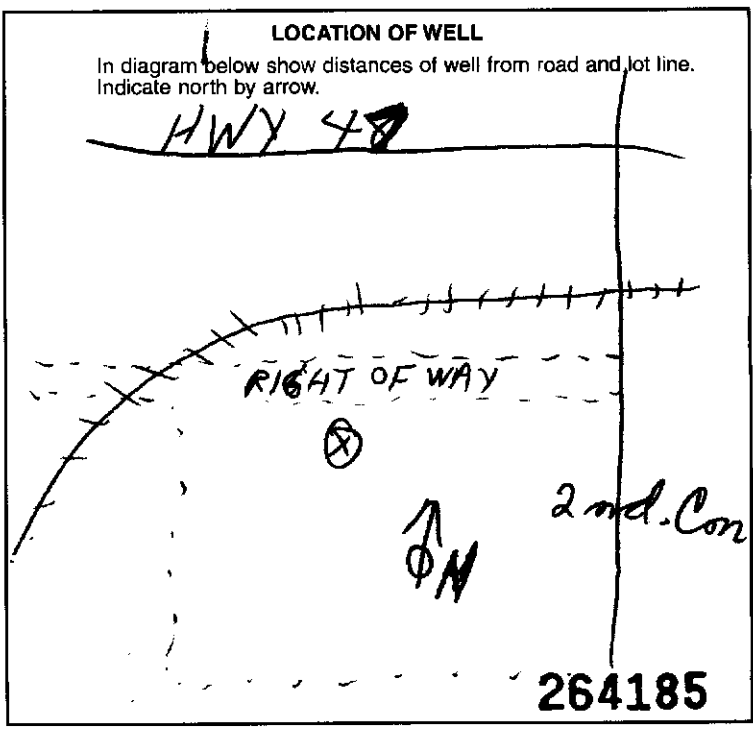 LOCATION OF WELL
In diagram below show distances of well from road and lot line.
Indicate north by arrow.
HWY 48
RIGHT OF WAY
X
2nd. Con
N
264185